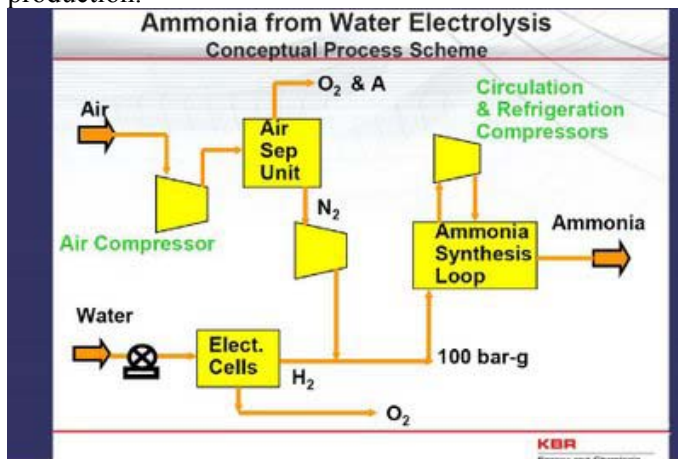 production.
Ammonia from Water Electrolysis
Conceptual Process Scheme
O2 & A
Circulation
& Refrigeration
Compressors
Air
Air
Sep
Unit
N2
Air Compressor
Ammonia
Ammonia
Synthesis
Loop
Water
Elect.
Cells
H2
100 bar-g
O2
KBR